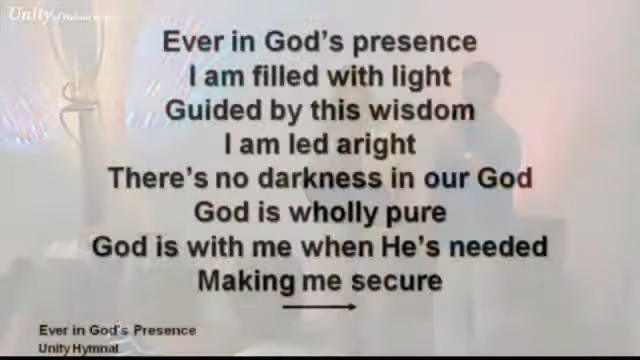 Unity
Ever in God's presence
I am filled with light
Guided by this wisdom
I am led aright
There's no darkness in our God
God is wholly pure
God is with me when He's needed
Making me secure
Ever in God's Presence
Unity Hymnal